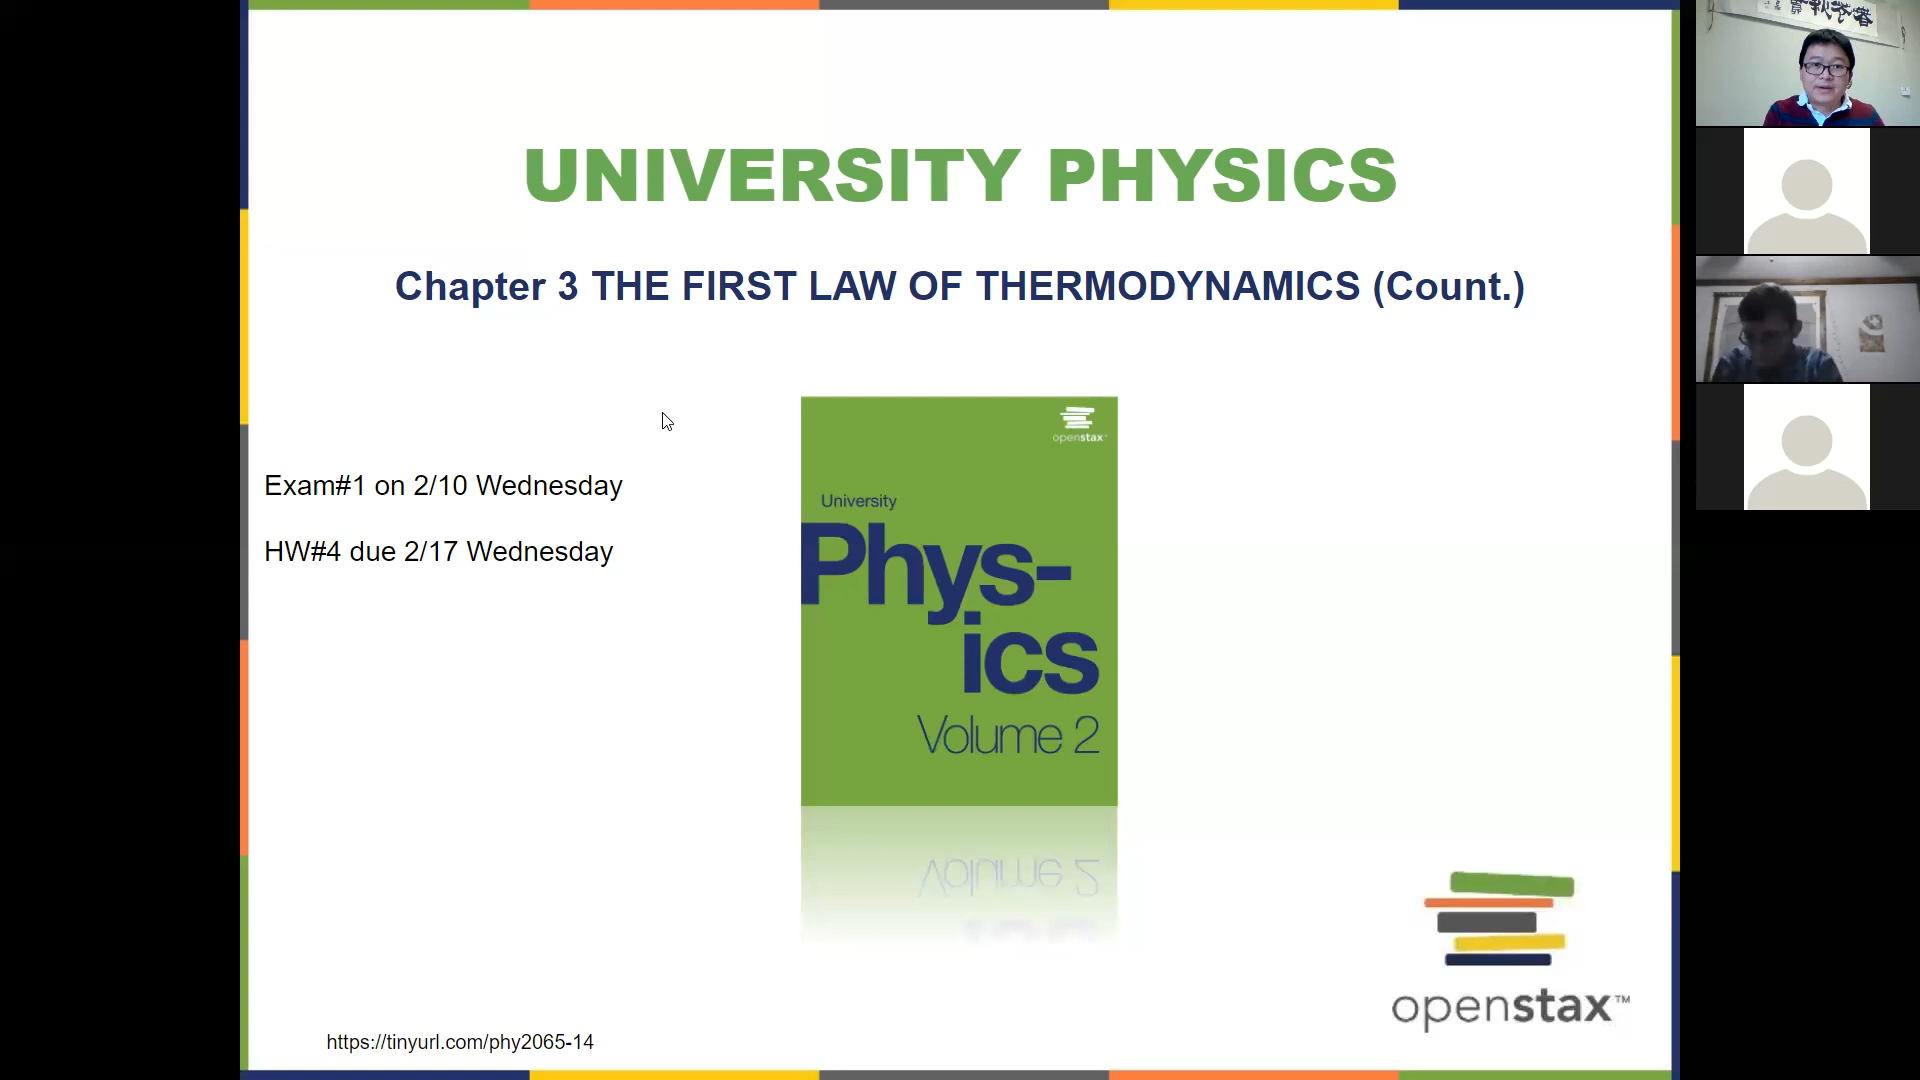 UNIVERSITY PHYSICS
Chapter 3 THE FIRST LAW OF THERMODYNAMICS (Count.)
Exam#1 on 2/10 Wednesday
HW#4 due 2/17 Wednesday
openstax™
University
Phys-
ics
Volume 2
openstax™
https://tinyurl.com/phy2065-14